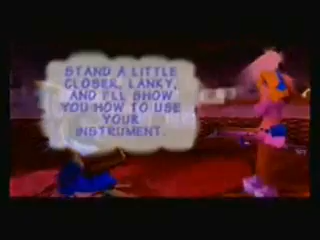 STAND A LITTLE
CLOSER, LANKY,
AND I'LL SHOW
YOU HOW TO USE
YOUR
INSTRUMENT.